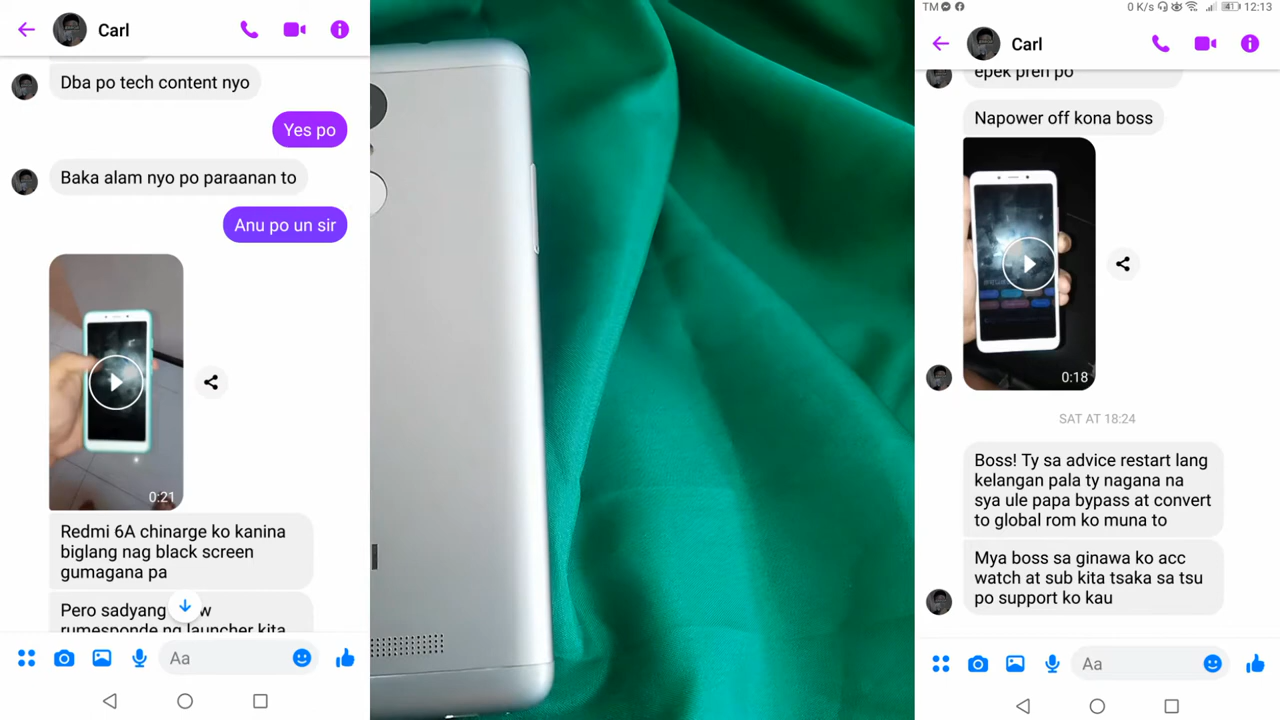 Carl
Dba po tech content nyo
Yes po
Baka alam nyo po paraanan to
Anu po un sir
0:21
Redmi 6A chinarge ko kanina
biglang nag black screen
gumagana pa
Pero sadyang
w
rumesponde ng launcher kita
Aa
TM
0 K/s
41
12:13
Carl
epek preh po
Napower off kona boss
0:18
SAT AT 18:24
Boss! Ty sa advice restart lang
kelangan pala ty nagana na
sya ule papa bypass at convert
to global rom ko muna to
Mya boss sa ginawa ko acc
watch at sub kita tsaka sa tsu
po support ko kau
Aa